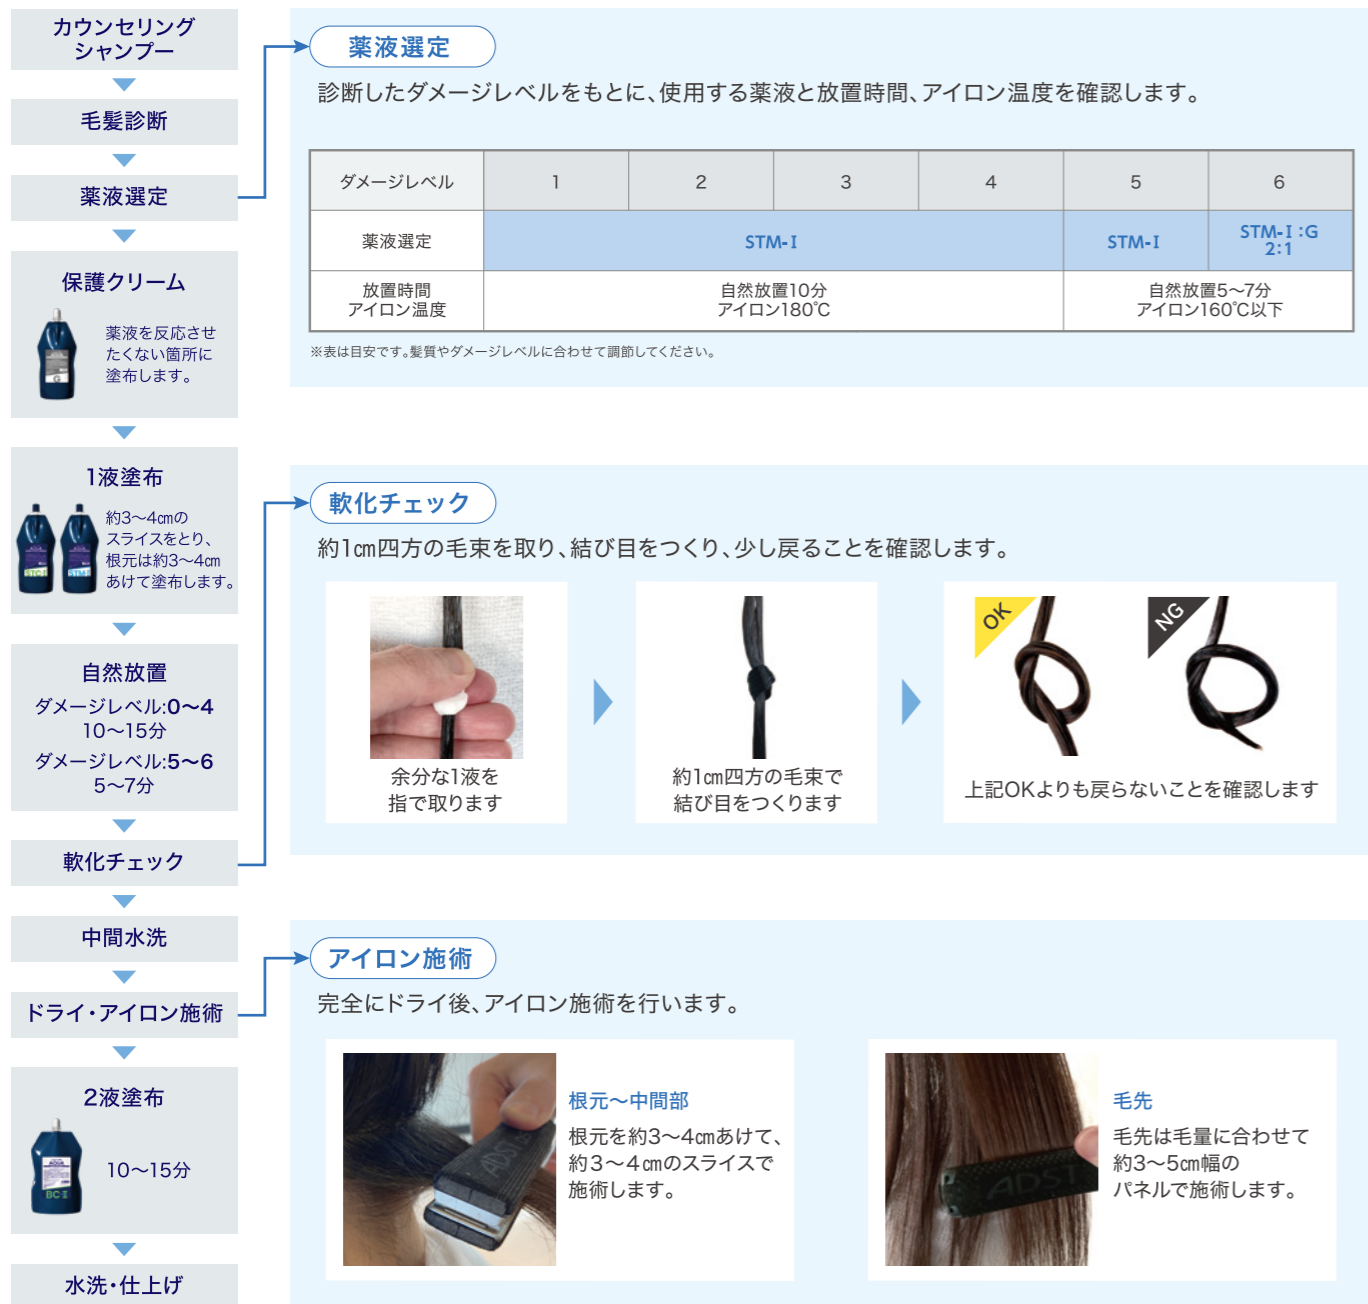 カウンセリング
シャンプー
毛髪診断
薬液選定
保護クリーム
薬液を反応させ
たくない箇所に
塗布します。
G
1液塗布
約3〜4㎝の
スライスをとり、
根元は約3〜4㎝
あけて塗布します。
STC-I
STM-I
自然放置
ダメージレベル:0〜4
10〜15分
ダメージレベル:5〜6
5〜7分
軟化チェック
中間水洗
ドライ・アイロン施術
2液塗布
10〜15分
AQUA
BC-II
水洗・仕上げ
薬液選定
診断したダメージレベルをもとに、使用する薬液と放置時間、アイロン温度を確認します。
ダメージレベル 1 2 3 4 5 6
薬液選定 STM-I STM-I STM-I:G
2:1
放置時間 自然放置10分 自然放置5〜7分
アイロン温度 アイロン180℃ アイロン160℃以下
※表は目安です。髪質やダメージレベルに合わせて調節してください。
軟化チェック
約1㎝四方の毛束を取り、結び目をつくり、少し戻ることを確認します。
余分な1液を
指で取ります
約1㎝四方の毛束で
結び目をつくります
OK
NG
上記OKよりも戻らないことを確認します
アイロン施術
完全にドライ後、アイロン施術を行います。
根元〜中間部
根元を約3〜4㎝あけて、
約3〜4㎝のスライスで
施術します。
ADST
毛先
毛先は毛量に合わせて
約3〜5㎝幅の
パネルで施術します。